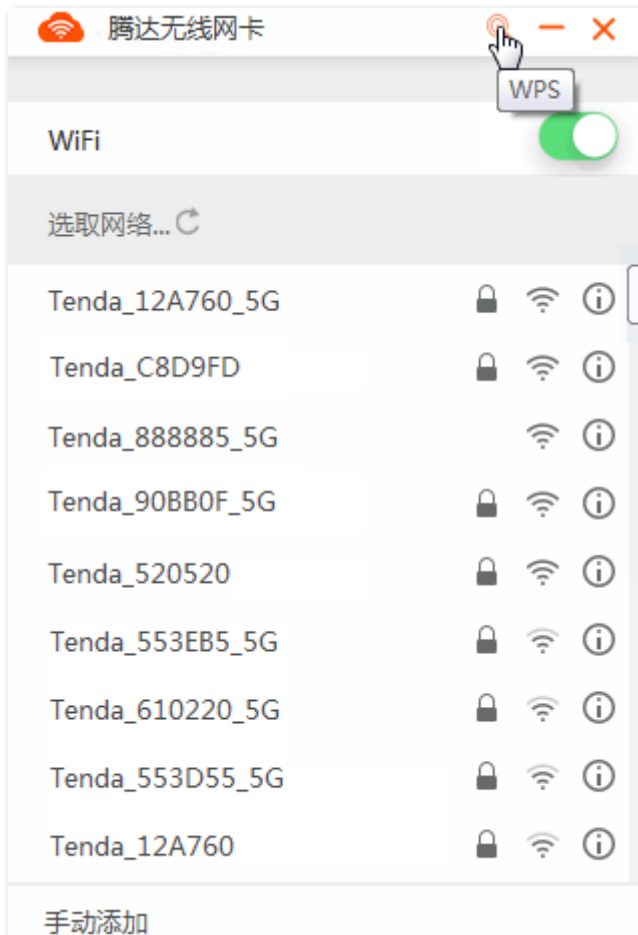 腾达无线网卡
WPS
WiFi
选取网络...
Tenda_12A760_5G
Tenda_C8D9FD
Tenda_888885_5G
Tenda_90BB0F_5G
Tenda_520520
Tenda_553EB5_5G
Tenda_610220_5G
Tenda_553D55_5G
Tenda_12A760
手动添加